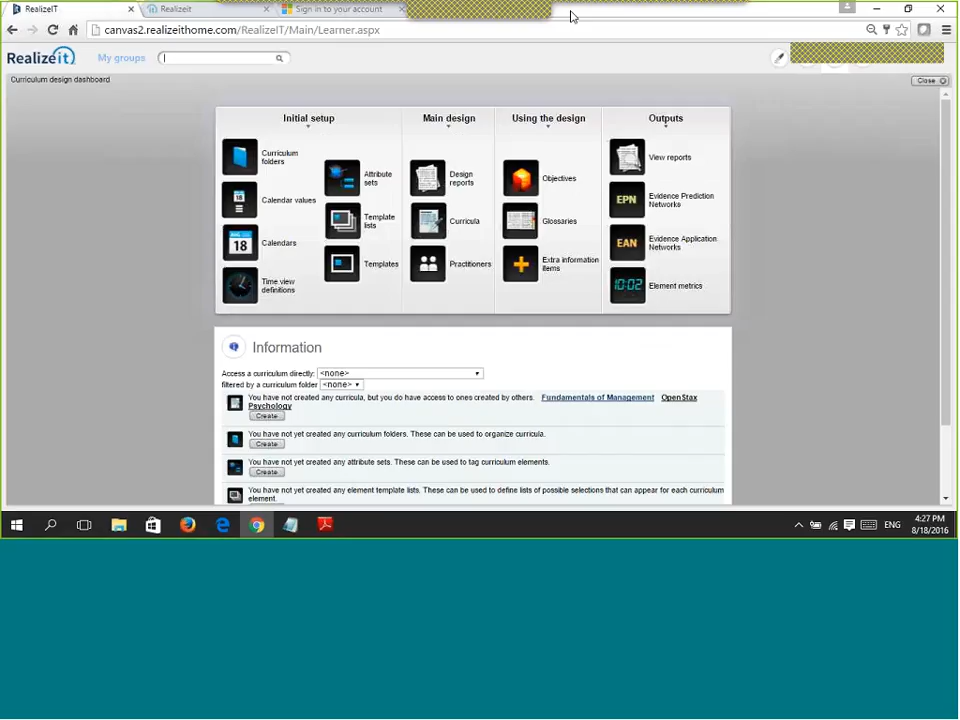 RealizeIT
Realizeit
Sign in to your account
canvas2.realizeithome.com/RealizeIT/Main/Learner.aspx
Realizeit
My groups
Curriculum design dashboard
Close
Initial setup
Main design
Using the design
Outputs
Curriculum folders
Calendar values
18
Calendars
Time view definitions
Attribute sets
Template lists
Templates
Design reports
Curricula
Practitioners
Objectives
Glossaries
Extra information items
View reports
EPN
Evidence Prediction Networks
EAN
Evidence Application Networks
10:02
Element metrics
Information
Access a curriculum directly: <none>
filtered by a curriculum folder <none>
You have not created any curricula, but you do have access to ones created by others. Fundamentals of Management OpenStax
Psychology
Create
You have not yet created any curriculum folders. These can be used to organize curricula.
Create
You have not yet created any attribute sets. These can be used to tag curriculum elements.
Create
You have not yet created any element template lists. These can be used to define lists of possible selections that can appear for each curriculum
element.
ENG
4:27 PM
8/18/2016